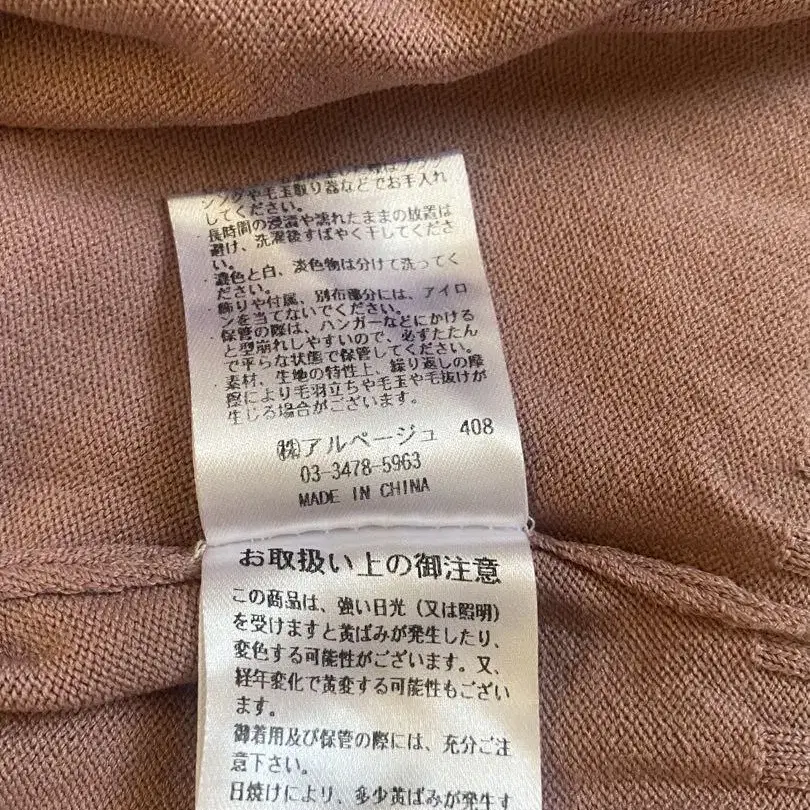 ングや毛玉取り器などでお手入れ
してください。
・長時間の浸漬や濡れたままの放置は
避け、洗濯後すばやく干してくださ
い。
・濃色と白、淡色物は分けて洗ってく
ださい。
・飾りや付属、別布部分には、アイロ
ンを当てないでください。
・保管の際は、ハンガーなどにかける
と型崩れしやすいので、必ずたたん
で平らな状態で保管してください。
・素材、生地の特性上、繰り返しの摩
擦により毛羽立ちや毛玉や毛抜けが
生じる場合がございます。
㈱アルページュ 408
03-3478-5963
MADE IN CHINA
お取扱い上の御注意
この商品は、強い日光（又は照明）
を受けますと黄ばみが発生したり、
変色する可能性がございます。又、
経年変化で黄変する可能性もござい
ます。
御着用及び保管の際には、充分ご注
意下さい。
日焼けにより、多少黄ばみが発生す